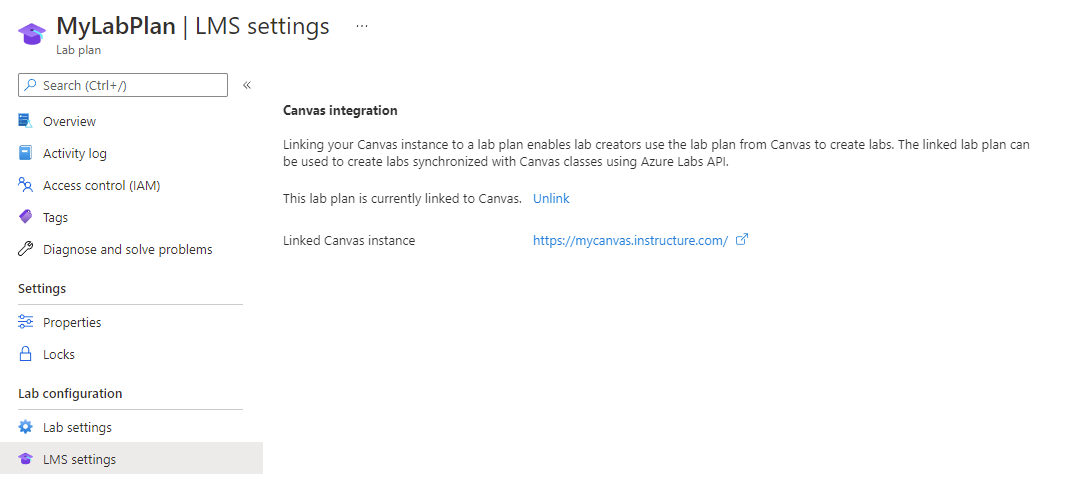 MyLabPlan | LMS settings ...
Lab plan
Search (Ctrl+/) «
Overview
Activity log
Access control (IAM)
Tags
Diagnose and solve problems
Settings
Properties
Locks
Lab configuration
Lab settings
LMS settings
Canvas integration
Linking your Canvas instance to a lab plan enables lab creators use the lab plan from Canvas to create labs. The linked lab plan can
be used to create labs synchronized with Canvas classes using Azure Labs API.
This lab plan is currently linked to Canvas. Unlink
Linked Canvas instance https://mycanvas.instructure.com/